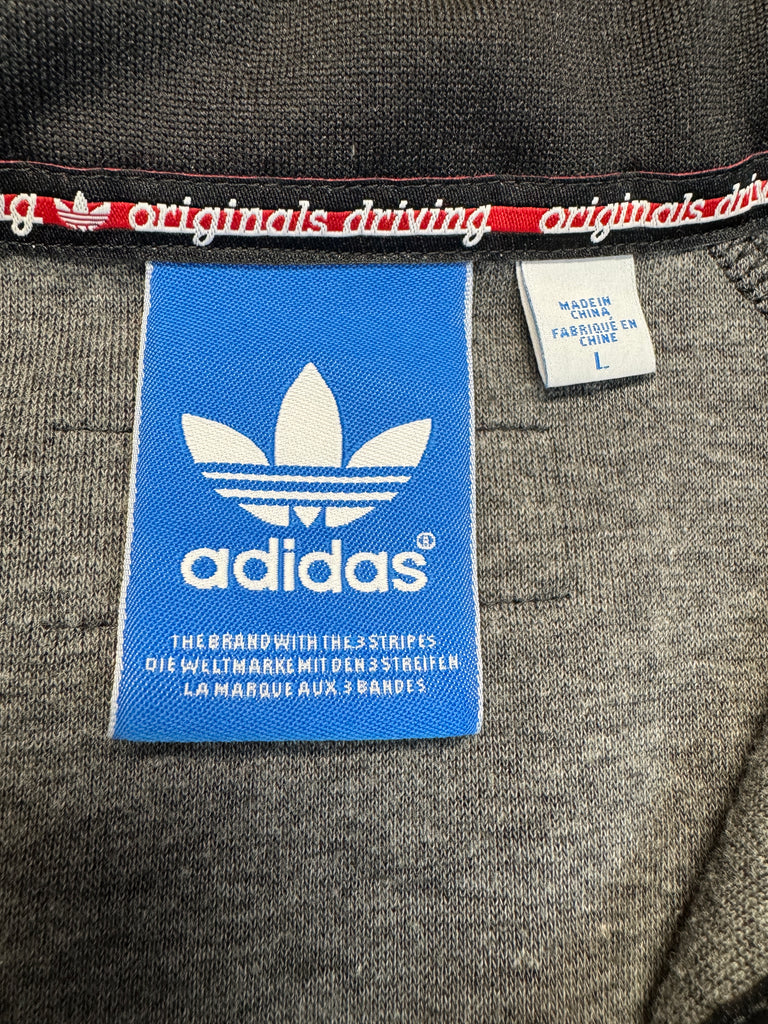 ng originals driving originals driv
MADE IN
CHINA
FABRIQUÉ EN
CHINE
L
adidas®
THE BRAND WITH THE 3 STRIPES
DIE WELTMARKE MIT DEN 3 STREIFEN
LA MARQUE AUX 3 BANDES